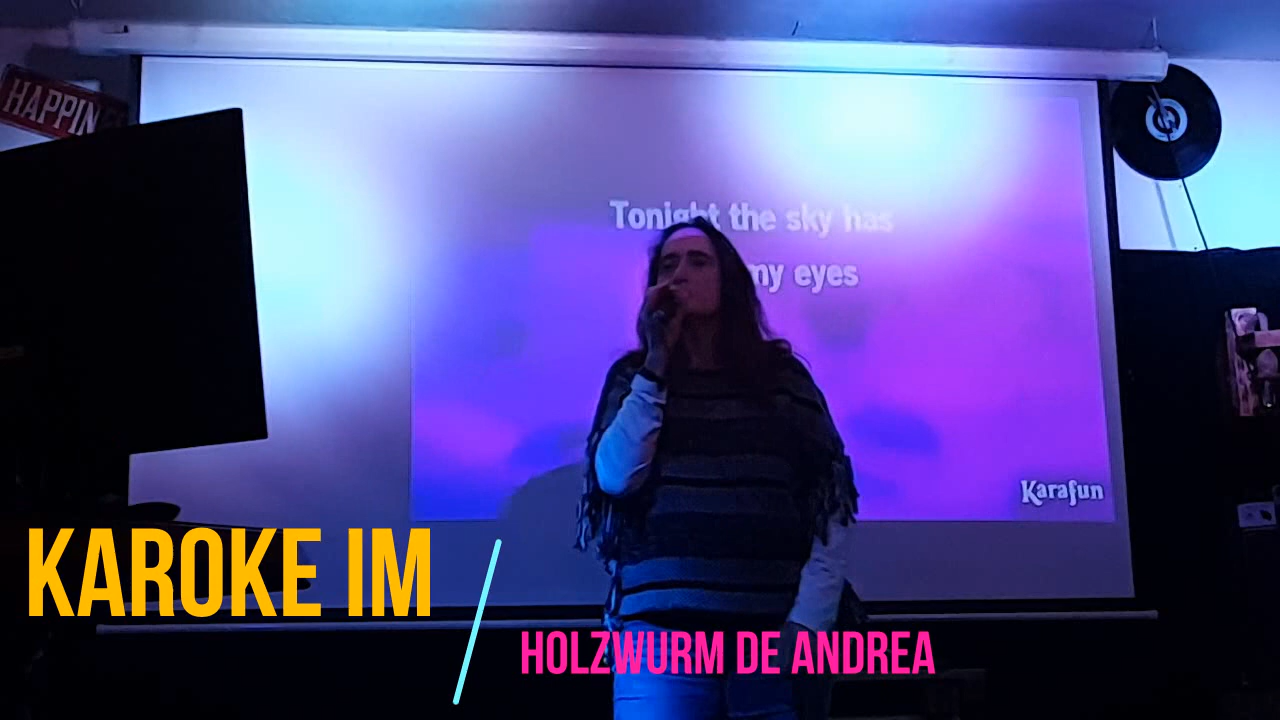 HAPPIN
Tonight the sky has
my eyes
Karafun
KAROKE IM
HOLZWURM DE ANDREA